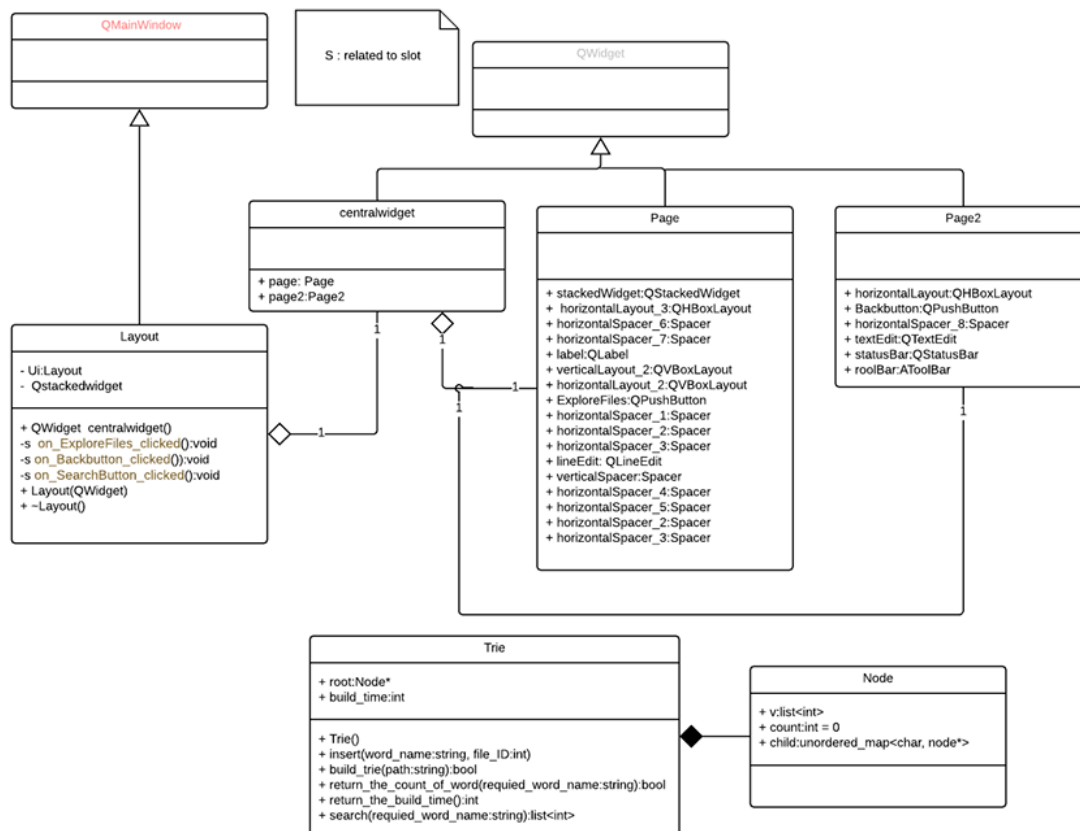 QMainWindow
S : related to slot
QWidget
centralwidget
+ page: Page
+ page2:Page2
Page
+ stackedWidget:QStackedWidget
+ horizontalLayout_3:QHBoxLayout
+ horizontalSpacer_6:Spacer
+ horizontalSpacer_7:Spacer
+ label:QLabel
+ verticalLayout_2:QVBoxLayout
+ horizontalLayout_2:QVBoxLayout
+ ExploreFiles:QPushButton
+ horizontalSpacer_1:Spacer
+ horizontalSpacer_2:Spacer
+ horizontalSpacer_3:Spacer
+ lineEdit: QLineEdit
+ verticalSpacer:Spacer
+ horizontalSpacer_4:Spacer
+ horizontalSpacer_5:Spacer
+ horizontalSpacer_2:Spacer
+ horizontalSpacer_3:Spacer
Page2
+ horizontalLayout:QHBoxLayout
+ Backbutton:QPushButton
+ horizontalSpacer_8:Spacer
+ textEdit:QTextEdit
+ statusBar:QStatusBar
+ roolBar:AToolBar
Layout
- Ui:Layout
- Qstackedwidget
+ QWidget centralwidget()
-s on_ExploreFiles_clicked():void
-s on_Backbutton_clicked()):void
-s on_SearchButton_clicked():void
+ Layout(QWidget)
+ ~Layout()
1
1
1
1
1
1
Trie
+ root:Node*
+ build_time:int
+ Trie()
+ insert(word_name:string, file_ID:int)
+ build_trie(path:string):bool
+ return_the_count_of_word(requied_word_name:string):bool
+ return_the_build_time():int
+ search(requied_word_name:string):list<int>
Node
+ v:list<int>
+ count:int = 0
+ child:unordered_map<char, node*>